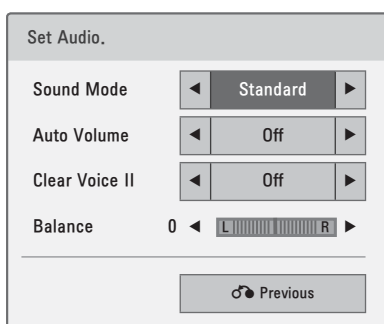 Set Audio.
Sound Mode ◀ Standard ▶
Auto Volume ◀ Off ▶
Clear Voice II ◀ Off ▶
Balance 0 ◀ L R ▶
Previous